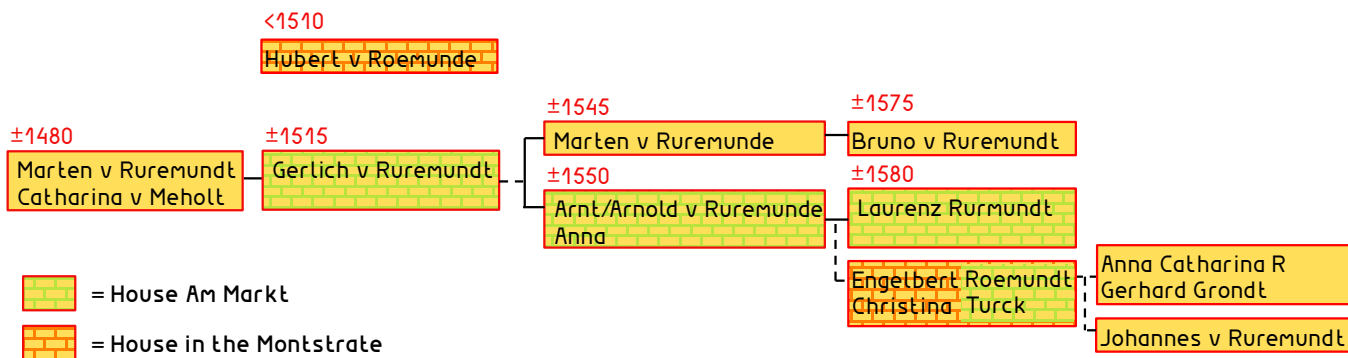 <1510
Hubert v Roemunde
±1480
Marten v Ruremundt
Catharina v Meholt
±1515
Gerlich v Ruremundt
±1545
Marten v Ruremunde
±1575
Bruno v Ruremundt
±1550
Arnt/Arnold v Ruremunde
Anna
±1580
Laurenz Rurmundt
Engelbert Roemundt
Christina Turck
Anna Catharina R
Gerhard Grondt
Johannes v Ruremundt
= House Am Markt
= House in the Montstrate